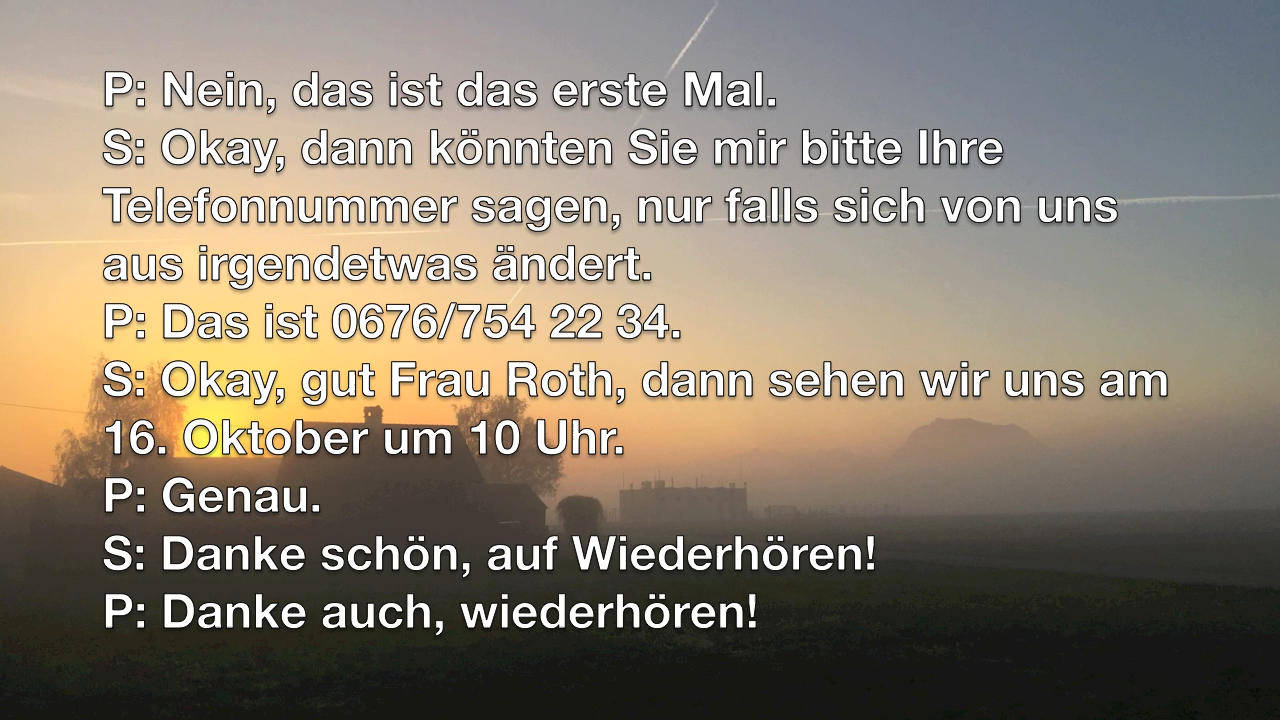 P: Nein, das ist das erste Mal.
S: Okay, dann könnten Sie mir bitte Ihre
Telefonnummer sagen, nur falls sich von uns
aus irgendetwas ändert.
P: Das ist 0676/754 22 34.
S: Okay, gut Frau Roth, dann sehen wir uns am
16. Oktober um 10 Uhr.
P: Genau.
S: Danke schön, auf Wiederhören!
P: Danke auch, wiederhören!